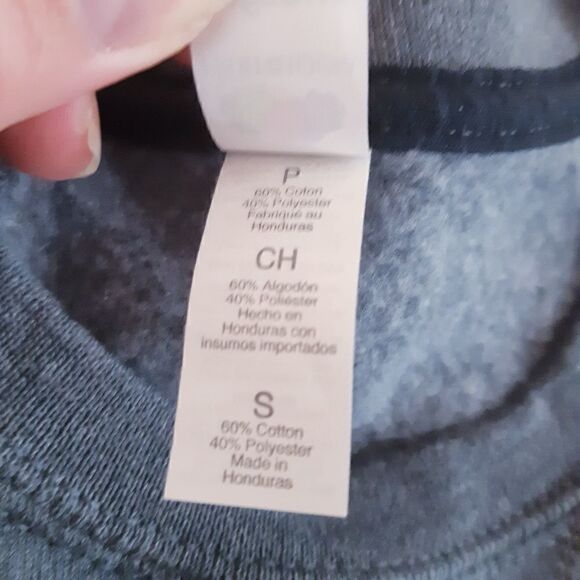 P
60% Coton
40% Polyester
Fabriqué au
Honduras
CH
60% Algodón
40% Poliéster
Hecho en
Honduras con
insumos importados
S
60% Cotton
40% Polyester
Made in
Honduras